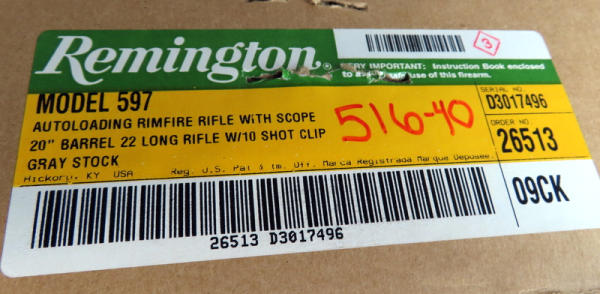 Remington®
3
VERY IMPORTANT: Instruction Book enclosed
use of this firearm.
MODEL 597
AUTOLOADING RIMFIRE RIFLE WITH SCOPE
20" BARREL 22 LONG RIFLE W/10 SHOT CLIP
GRAY STOCK
516-40
SERIAL NO.
D3017496
ORDER NO.
26513
09CK
Hickory, KY USA Reg. U.S. Pat & tm. Off. Marca Registrada Marque Deposee.
26513 D3017496